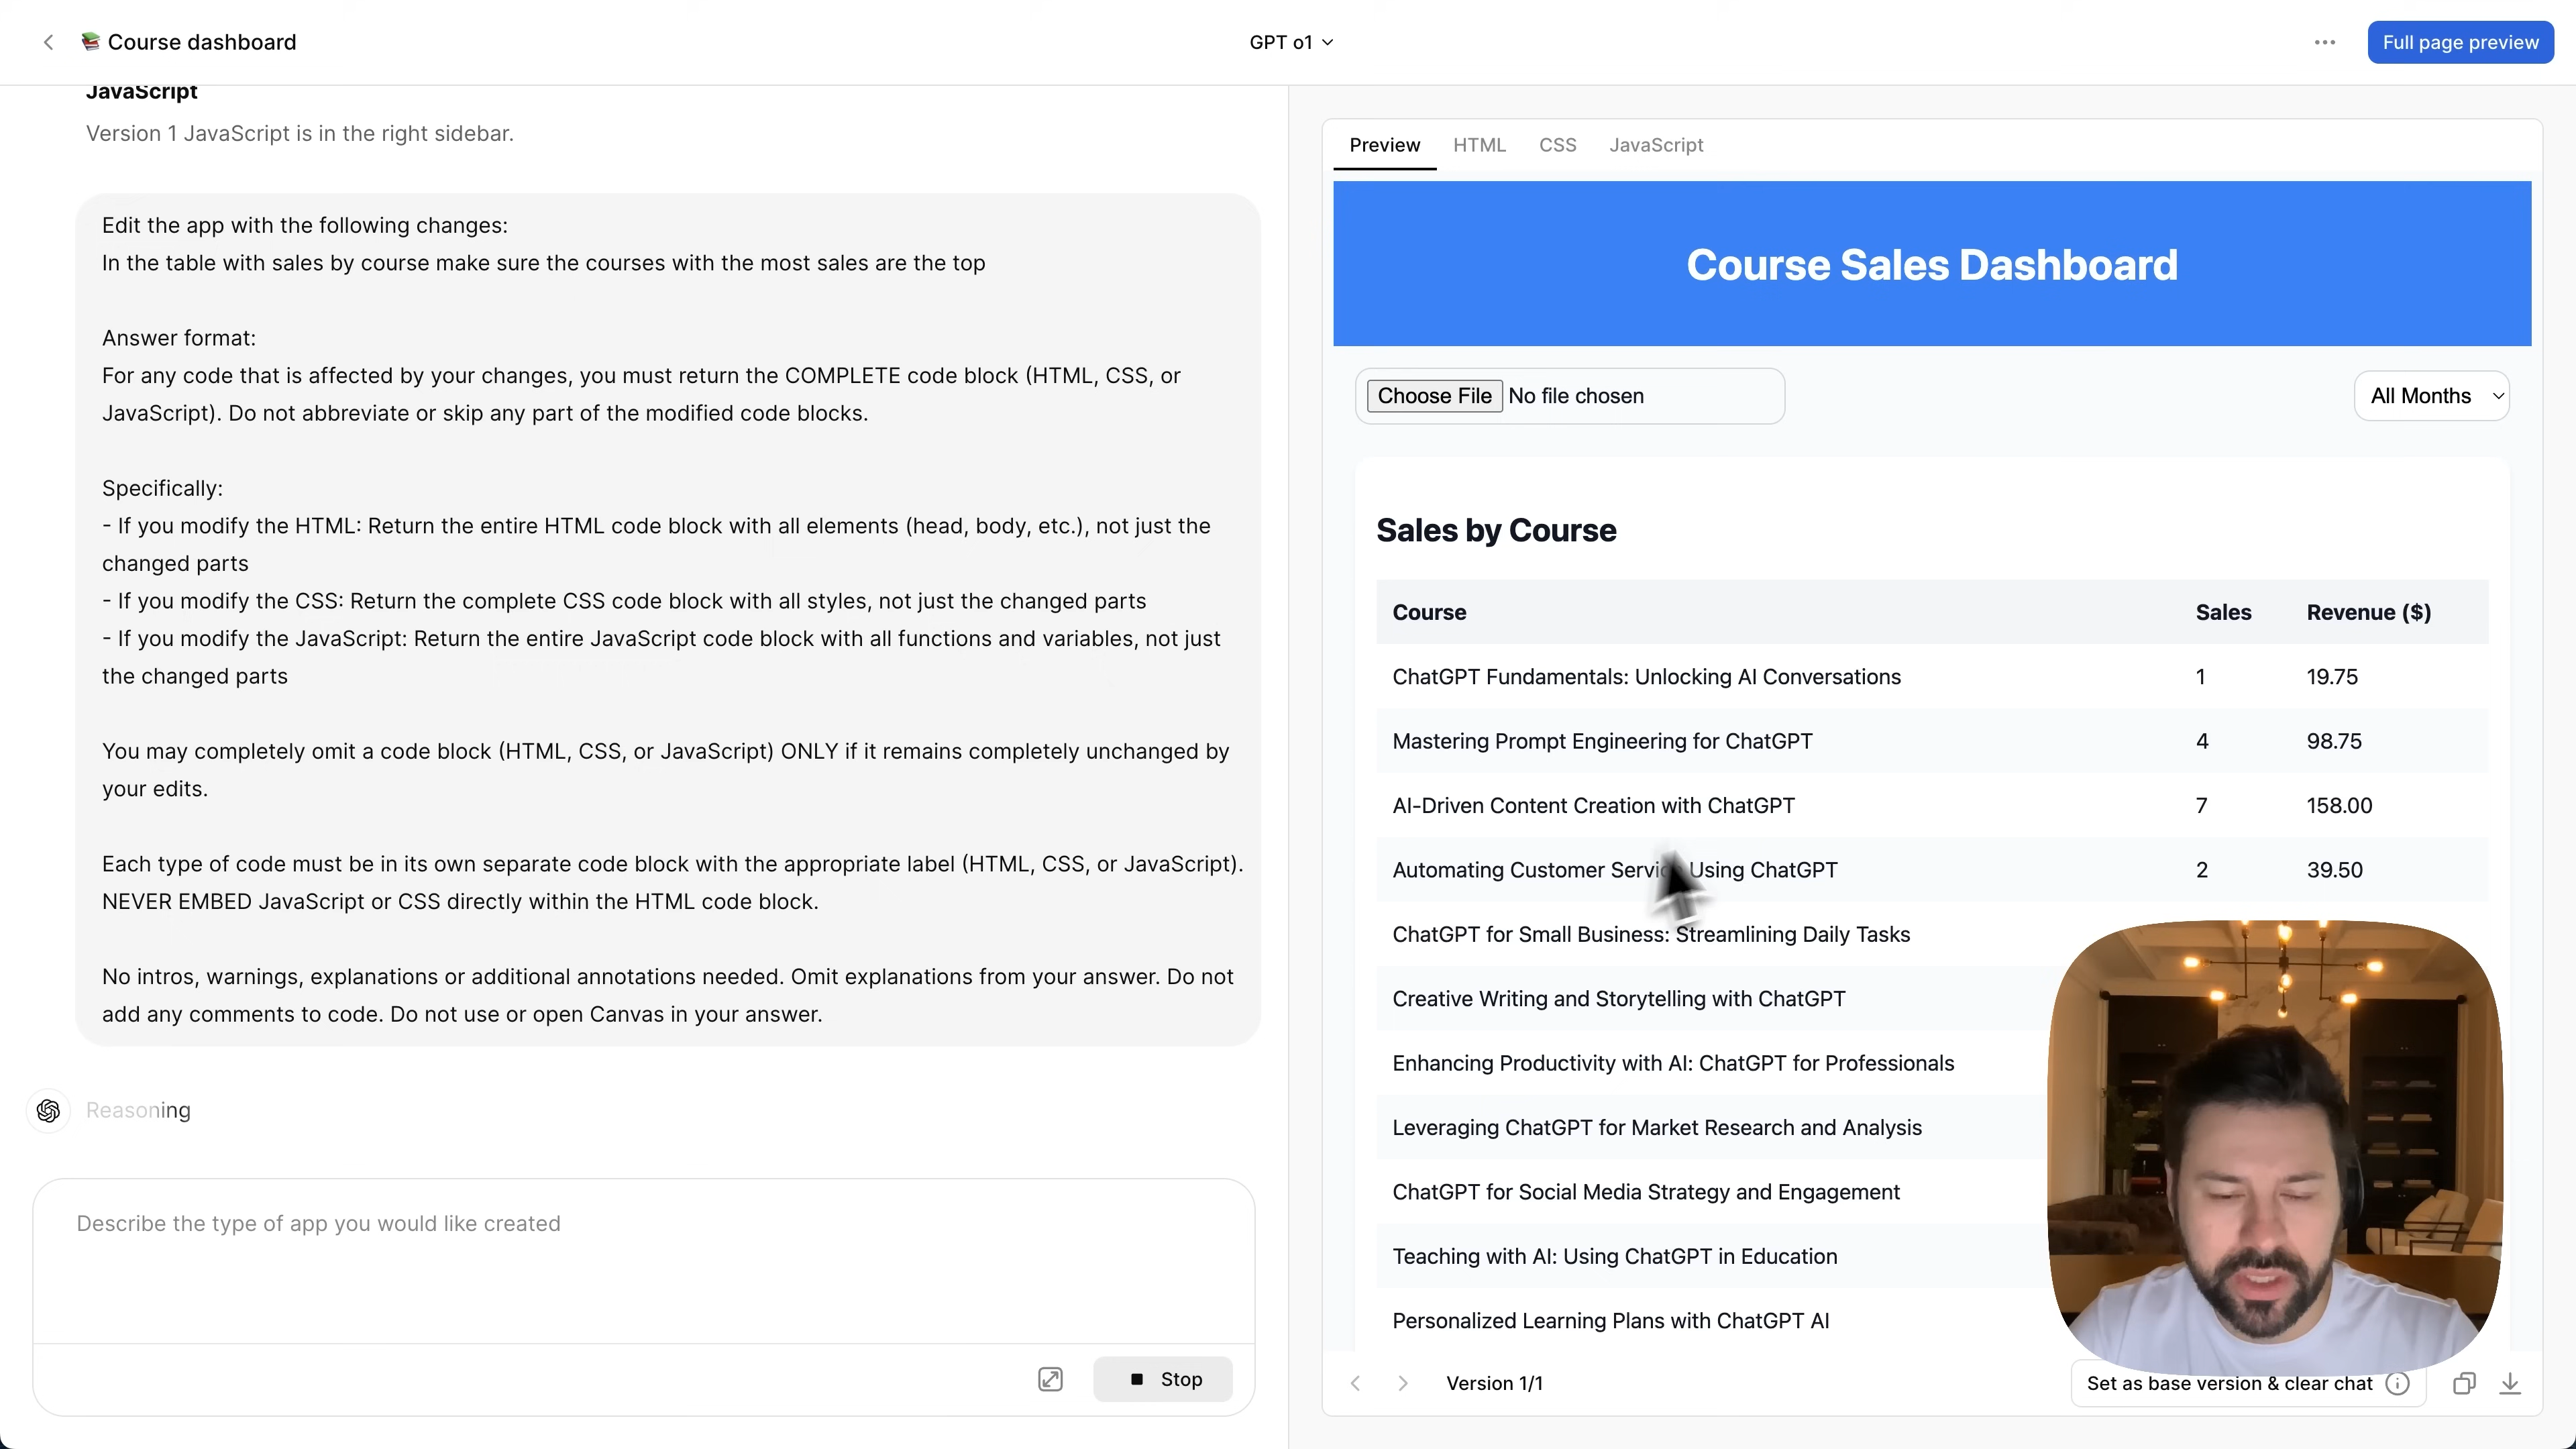 Course dashboard
GPT o1
Full page preview
JavaScript
Version 1 JavaScript is in the right sidebar.
Edit the app with the following changes:
In the table with sales by course make sure the courses with the most sales are the top
Answer format:
For any code that is affected by your changes, you must return the COMPLETE code block (HTML, CSS, or
JavaScript). Do not abbreviate or skip any part of the modified code blocks.
Specifically:
- If you modify the HTML: Return the entire HTML code block with all elements (head, body, etc.), not just the
changed parts
- If you modify the CSS: Return the complete CSS code block with all styles, not just the changed parts
- If you modify the JavaScript: Return the entire JavaScript code block with all functions and variables, not just
the changed parts
You may completely omit a code block (HTML, CSS, or JavaScript) ONLY if it remains completely unchanged by
your edits.
Each type of code must be in its own separate code block with the appropriate label (HTML, CSS, or JavaScript).
NEVER EMBED JavaScript or CSS directly within the HTML code block.
No intros, warnings, explanations or additional annotations needed. Omit explanations from your answer. Do not
add any comments to code. Do not use or open Canvas in your answer.
Reasoning
Describe the type of app you would like created
Stop
Preview HTML CSS JavaScript
Course Sales Dashboard
Choose File No file chosen
All Months
Sales by Course
Course Sales Revenue ($)
ChatGPT Fundamentals: Unlocking AI Conversations 1 19.75
Mastering Prompt Engineering for ChatGPT 4 98.75
AI-Driven Content Creation with ChatGPT 7 158.00
Automating Customer Service Using ChatGPT 2 39.50
ChatGPT for Small Business: Streamlining Daily Tasks
Creative Writing and Storytelling with ChatGPT
Enhancing Productivity with AI: ChatGPT for Professionals
Leveraging ChatGPT for Market Research and Analysis
ChatGPT for Social Media Strategy and Engagement
Teaching with AI: Using ChatGPT in Education
Personalized Learning Plans with ChatGPT AI
Version 1/1
Set as base version & clear chat